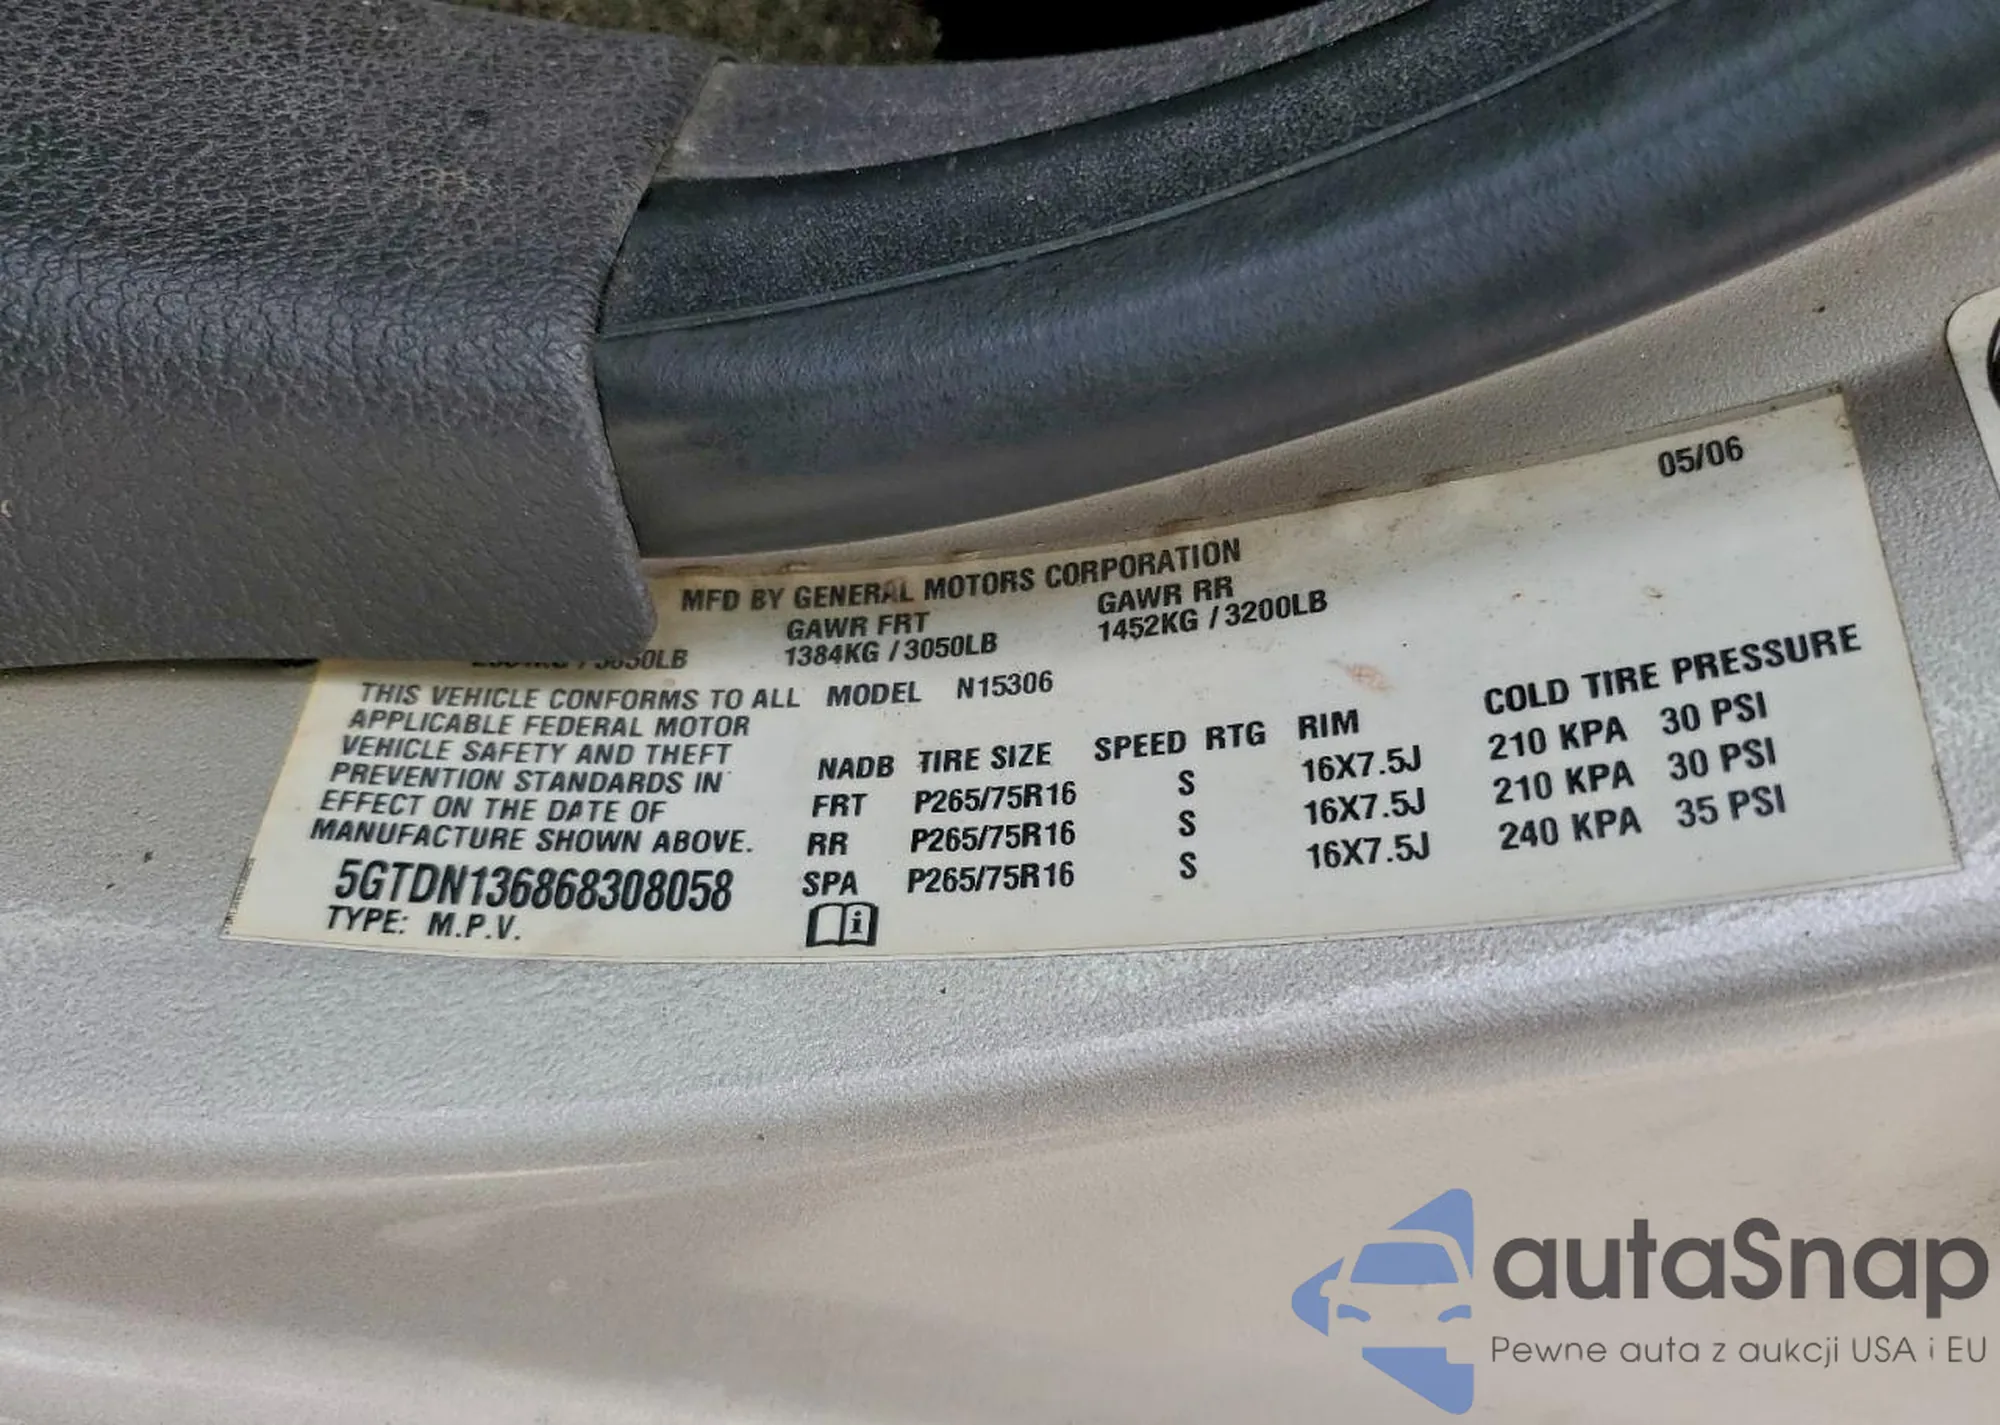 05/06
MFD BY GENERAL MOTORS CORPORATION
GAWR FRT GAWR RR
1384KG / 3050LB 1452KG / 3200LB
THIS VEHICLE CONFORMS TO ALL MODEL N15306
APPLICABLE FEDERAL MOTOR
VEHICLE SAFETY AND THEFT
PREVENTION STANDARDS IN
EFFECT ON THE DATE OF
MANUFACTURE SHOWN ABOVE.
5GTDN136868308058
TYPE: M.P.V.
NADB TIRE SIZE SPEED RTG RIM COLD TIRE PRESSURE
FRT P265/75R16 S 16X7.5J 210 KPA 30 PSI
RR P265/75R16 S 16X7.5J 210 KPA 30 PSI
SPA P265/75R16 S 16X7.5J 240 KPA 35 PSI
autaSnap
Pewne auta z aukcji USA i EU